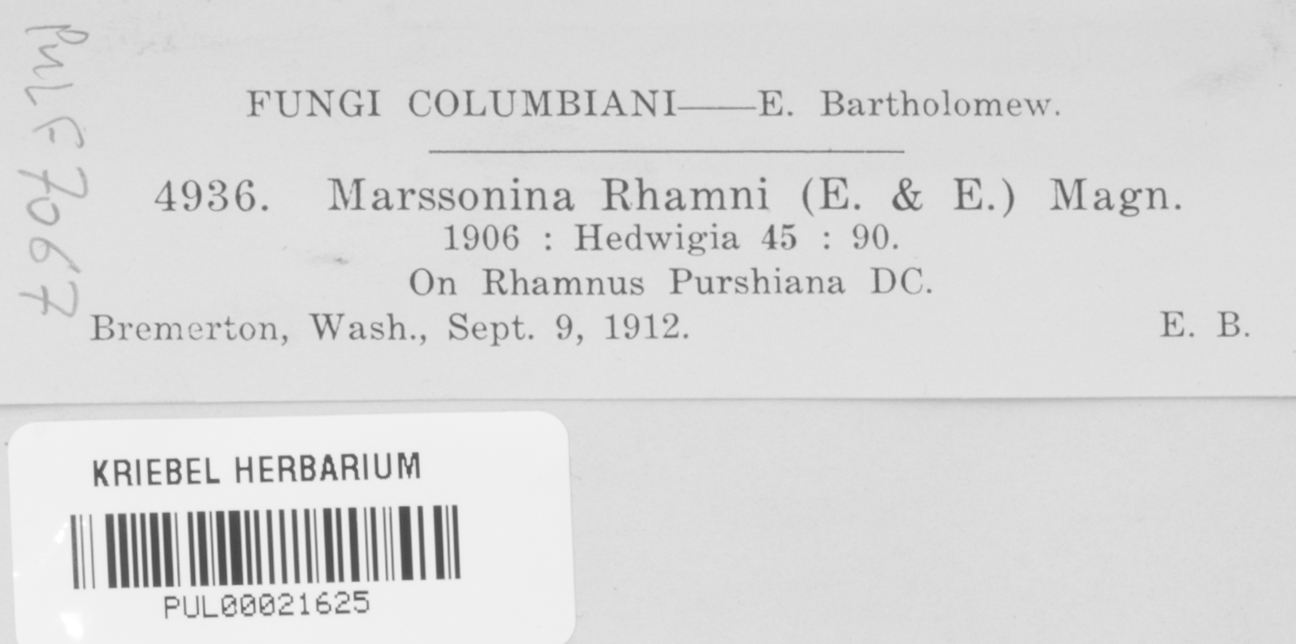 PUL F7067
FUNGI COLUMBIANI——E. Bartholomew.
4936. Marssonina Rhamni (E. & E.) Magn.
1906 : Hedwigia 45 : 90.
On Rhamnus Purshiana DC.
Bremerton, Wash., Sept. 9, 1912. E. B.
KRIEBEL HERBARIUM
PUL00021625